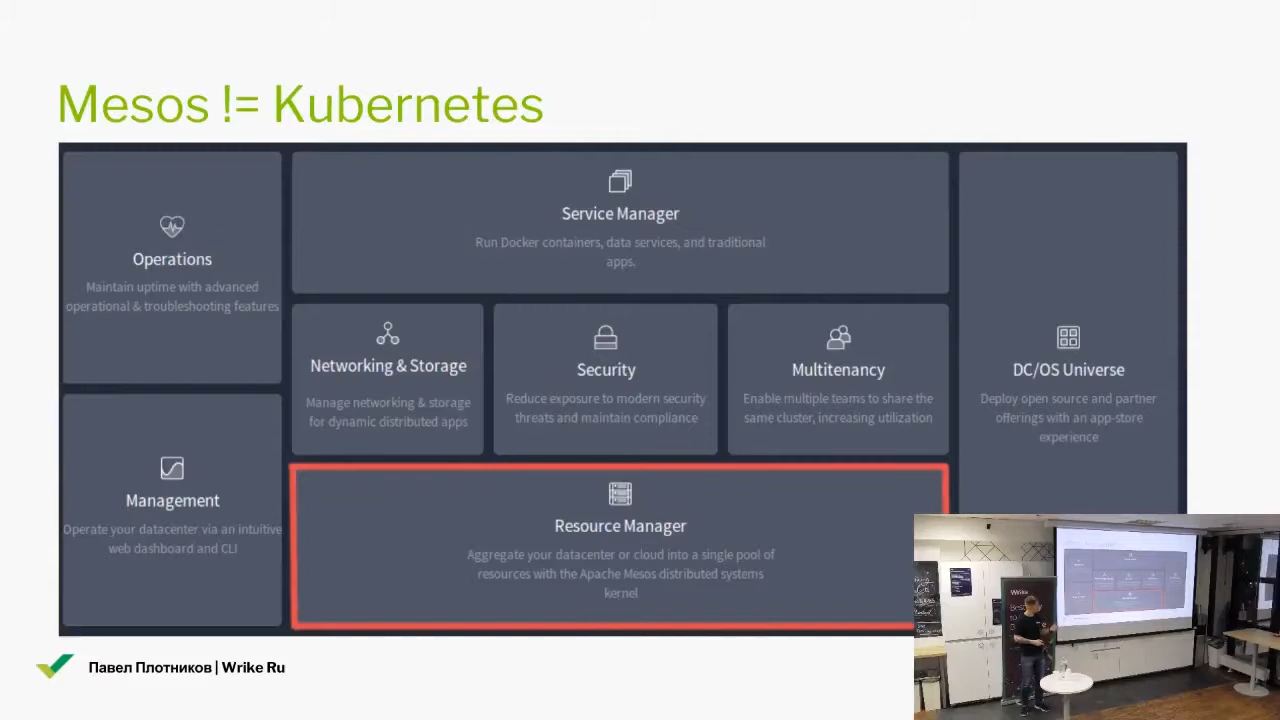 Mesos != Kubernetes
Operations
Maintain uptime with advanced
operational & troubleshooting features
Management
Operate your datacenter via an intuitive
web dashboard and CLI
Service Manager
Run Docker containers, data services, and traditional
apps.
Networking & Storage
Manage networking & storage
for dynamic distributed apps
Security
Reduce exposure to modern security
threats and maintain compliance
Multitenancy
Enable multiple teams to share the
same cluster, increasing utilization
Resource Manager
Aggregate your datacenter or cloud into a single pool of
resources with the Apache Mesos distributed systems
kernel
DC/OS Universe
Deploy open source and partner
offerings with an app-store
experience
Павел Плотников | Wrike Ru
Wrike